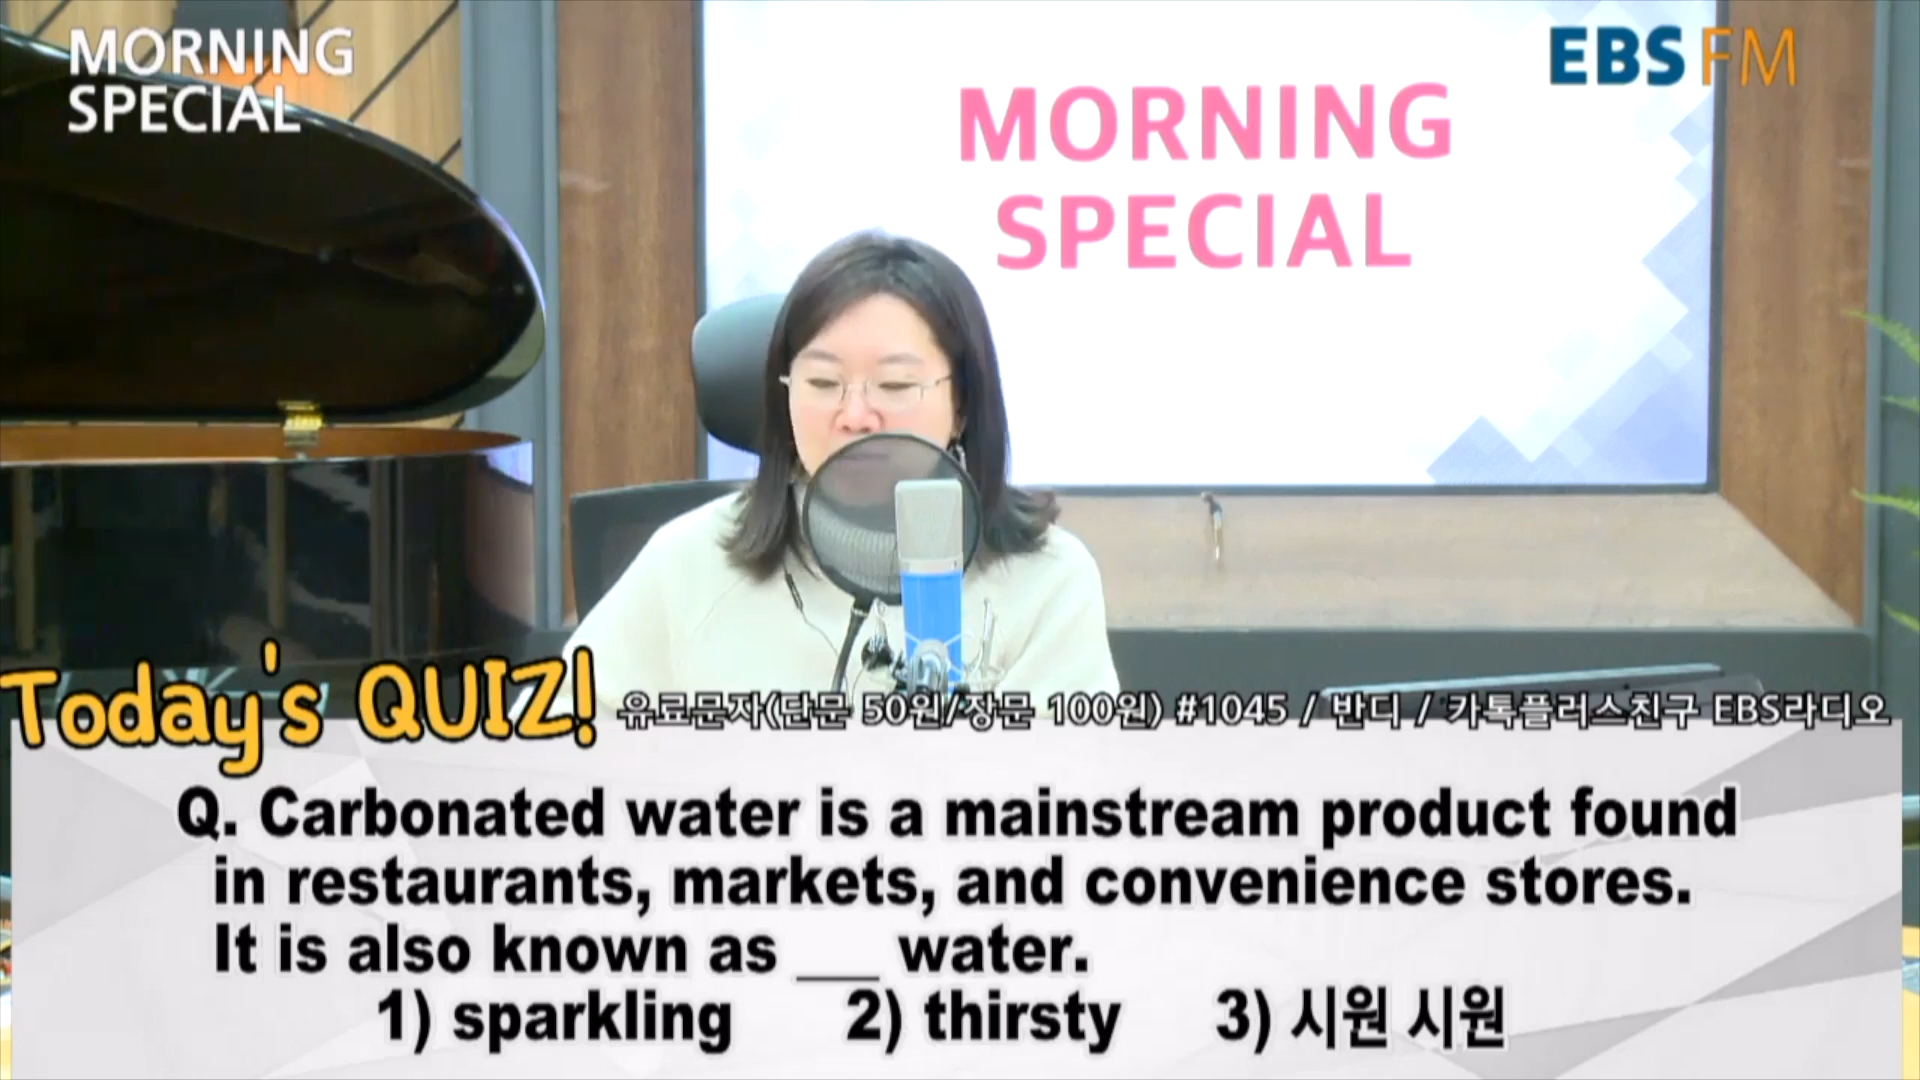 MORNING
SPECIAL
EBS FM
MORNING
SPECIAL
Today's QUIZ!
유료문자(단문 50원/장문 100원) #1045 / 반디 / 카톡플러스친구 EBS라디오
Q. Carbonated water is a mainstream product found
in restaurants, markets, and convenience stores.
It is also known as ___ water.
1) sparkling 2) thirsty 3) 시원 시원